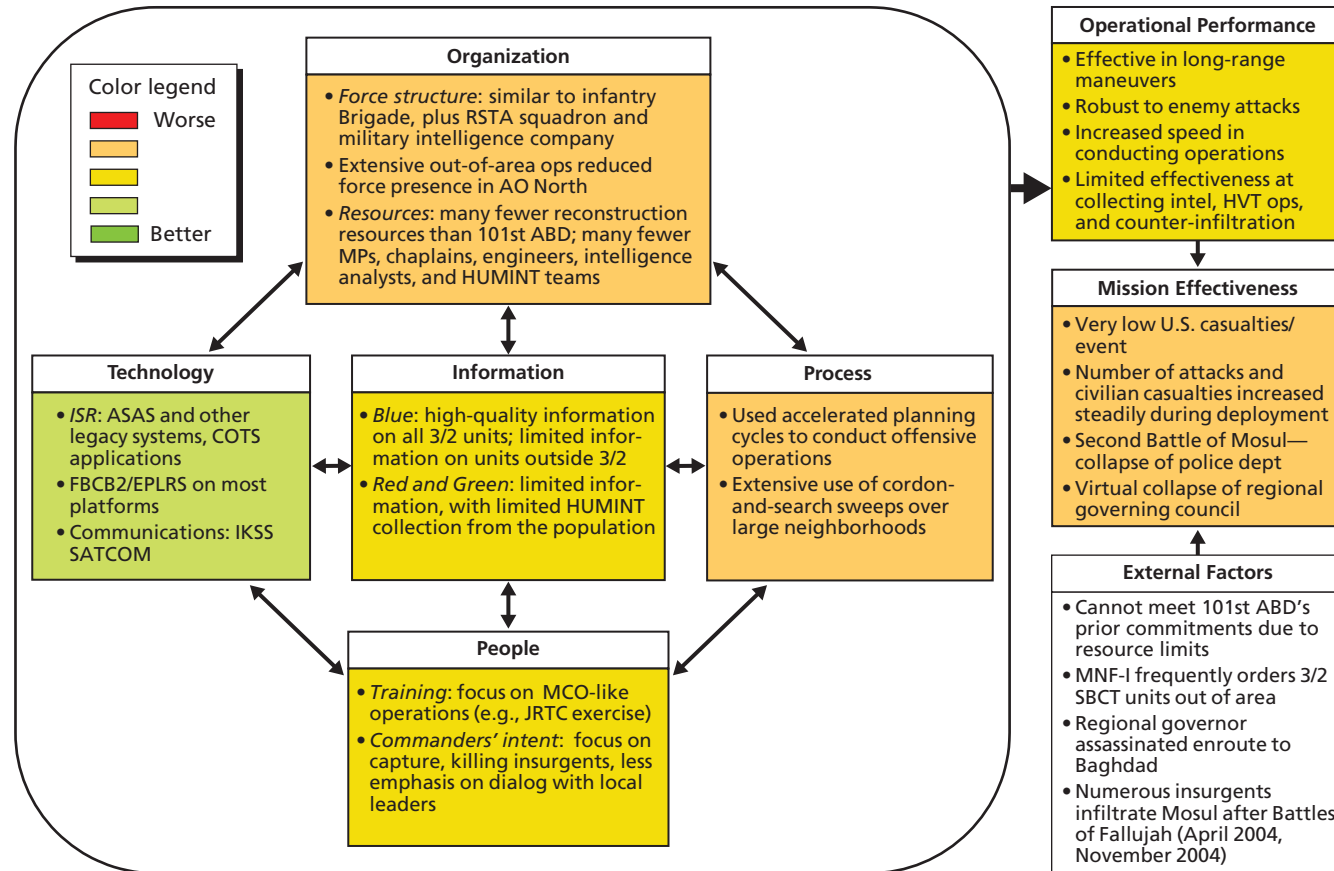 Color legend
Worse
Better
Organization
• Force structure: similar to infantry
Brigade, plus RSTA squadron and
military intelligence company
• Extensive out-of-area ops reduced
force presence in AO North
• Resources: many fewer reconstruction
resources than 101st ABD; many fewer
MPs, chaplains, engineers, intelligence
analysts, and HUMINT teams
Technology
• ISR: ASAS and other
legacy systems, COTS
applications
• FBCB2/EPLRS on most
platforms
• Communications: IKSS
SATCOM
Information
• Blue: high-quality information
on all 3/2 units; limited infor-
mation on units outside 3/2
• Red and Green: limited infor-
mation, with limited HUMINT
collection from the population
Process
• Used accelerated planning
cycles to conduct offensive
operations
• Extensive use of cordon-
and-search sweeps over
large neighborhoods
People
• Training: focus on MCO-like
operations (e.g., JRTC exercise)
• Commanders' intent: focus on
capture, killing insurgents, less
emphasis on dialog with local
leaders
Operational Performance
• Effective in long-range
maneuvers
• Robust to enemy attacks
• Increased speed in
conducting operations
• Limited effectiveness at
collecting intel, HVT ops,
and counter-infiltration
Mission Effectiveness
• Very low U.S. casualties/
event
• Number of attacks and
civilian casualties increased
steadily during deployment
• Second Battle of Mosul—
collapse of police dept
• Virtual collapse of regional
governing council
External Factors
• Cannot meet 101st ABD's
prior commitments due to
resource limits
• MNF-I frequently orders 3/2
SBCT units out of area
• Regional governor
assassinated enroute to
Baghdad
• Numerous insurgents
infiltrate Mosul after Battles
of Fallujah (April 2004,
November 2004)